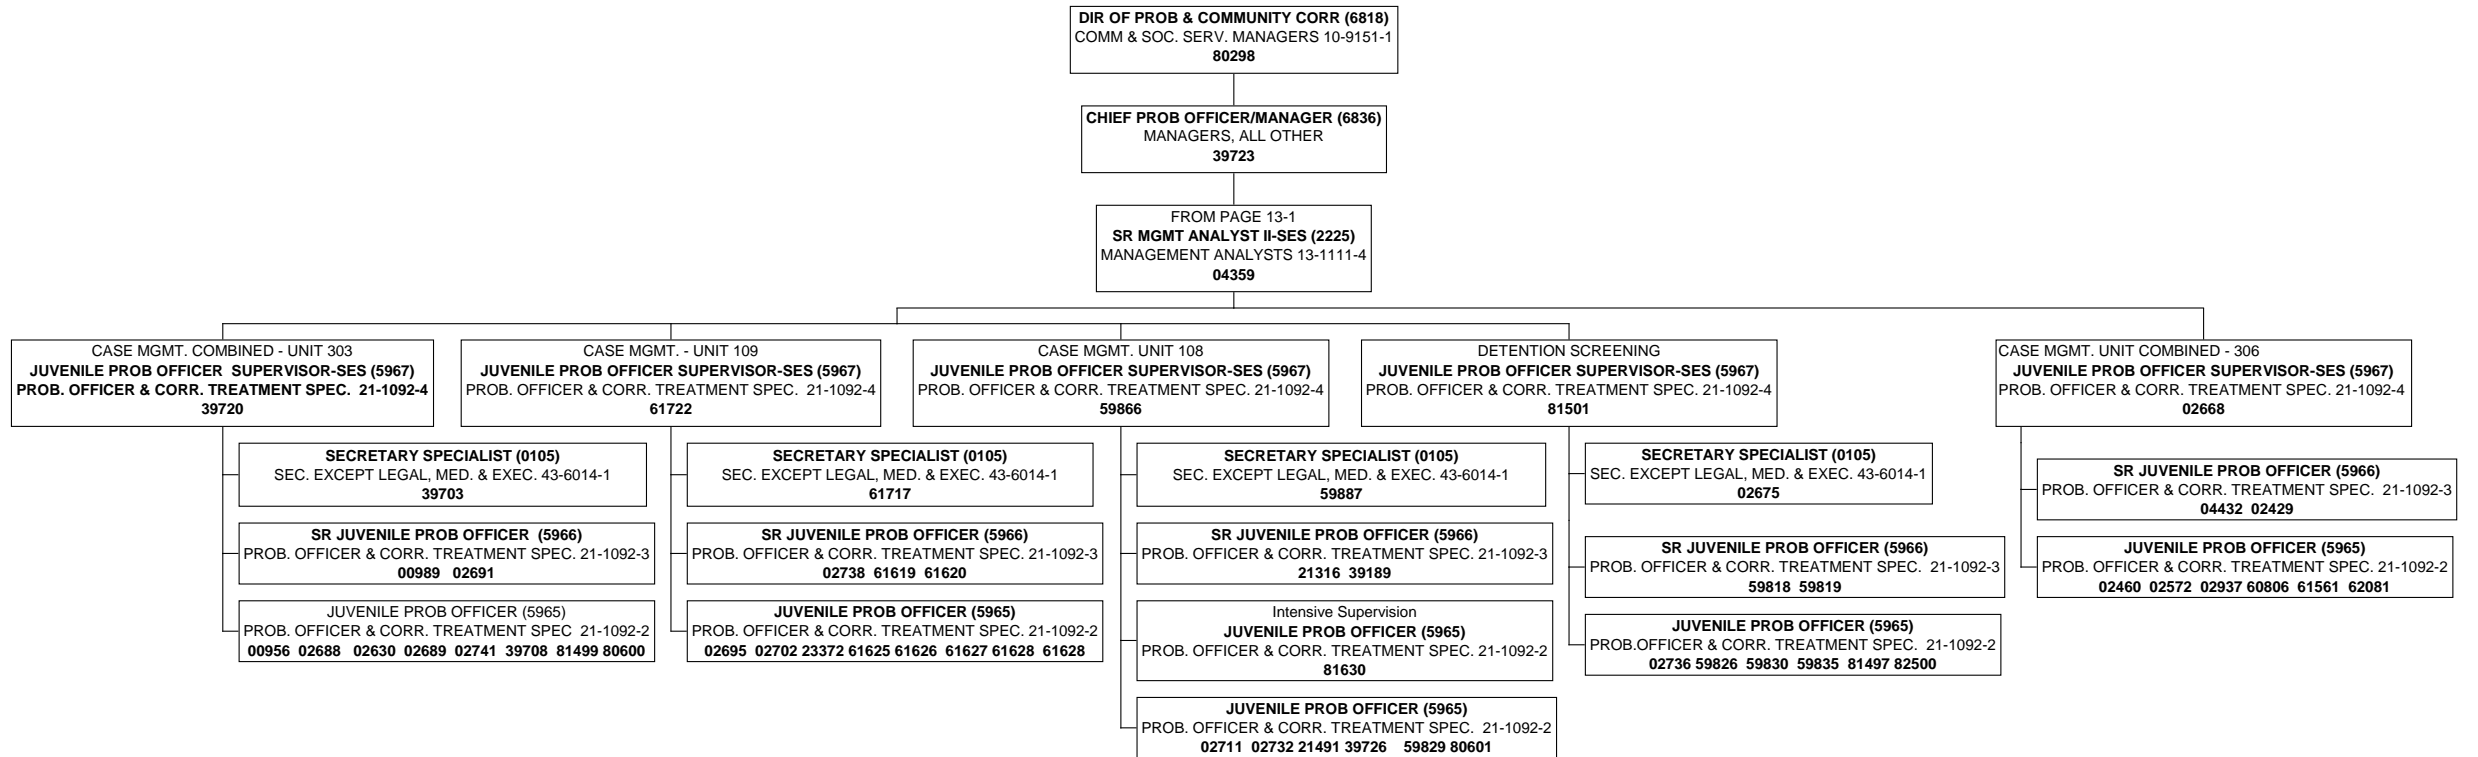 DIR OF PROB & COMMUNITY CORR (6818)
COMM & SOC. SERV. MANAGERS 10-9151-1
80298
CHIEF PROB OFFICER/MANAGER (6836)
MANAGERS, ALL OTHER
39723
FROM PAGE 13-1
SR MGMT ANALYST II-SES (2225)
MANAGEMENT ANALYSTS 13-1111-4
04359
CASE MGMT. COMBINED - UNIT 303
JUVENILE PROB OFFICER SUPERVISOR-SES (5967)
PROB. OFFICER & CORR. TREATMENT SPEC. 21-1092-4
39720
SECRETARY SPECIALIST (0105)
SEC. EXCEPT LEGAL, MED. & EXEC. 43-6014-1
39703
SR JUVENILE PROB OFFICER (5966)
PROB. OFFICER & CORR. TREATMENT SPEC. 21-1092-3
00989 02691
JUVENILE PROB OFFICER (5965)
PROB. OFFICER & CORR. TREATMENT SPEC 21-1092-2
00956 02688 02630 02689 02741 39708 81499 80600
CASE MGMT. - UNIT 109
JUVENILE PROB OFFICER SUPERVISOR-SES (5967)
PROB. OFFICER & CORR. TREATMENT SPEC. 21-1092-4
61722
SECRETARY SPECIALIST (0105)
SEC. EXCEPT LEGAL, MED. & EXEC. 43-6014-1
61717
SR JUVENILE PROB OFFICER (5966)
PROB. OFFICER & CORR. TREATMENT SPEC. 21-1092-3
02738 61619 61620
JUVENILE PROB OFFICER (5965)
PROB. OFFICER & CORR. TREATMENT SPEC. 21-1092-2
02695 02702 23372 61625 61626 61627 61628 61628
CASE MGMT. UNIT 108
JUVENILE PROB OFFICER SUPERVISOR-SES (5967)
PROB. OFFICER & CORR. TREATMENT SPEC. 21-1092-4
59866
SECRETARY SPECIALIST (0105)
SEC. EXCEPT LEGAL, MED. & EXEC. 43-6014-1
59887
SR JUVENILE PROB OFFICER (5966)
PROB. OFFICER & CORR. TREATMENT SPEC. 21-1092-3
21316 39189
Intensive Supervision
JUVENILE PROB OFFICER (5965)
PROB. OFFICER & CORR. TREATMENT SPEC. 21-1092-2
81630
JUVENILE PROB OFFICER (5965)
PROB. OFFICER & CORR. TREATMENT SPEC. 21-1092-2
02711 02732 21491 39726 59829 80601
DETENTION SCREENING
JUVENILE PROB OFFICER SUPERVISOR-SES (5967)
PROB. OFFICER & CORR. TREATMENT SPEC. 21-1092-4
81501
SECRETARY SPECIALIST (0105)
SEC. EXCEPT LEGAL, MED. & EXEC. 43-6014-1
02675
SR JUVENILE PROB OFFICER (5966)
PROB. OFFICER & CORR. TREATMENT SPEC. 21-1092-3
59818 59819
JUVENILE PROB OFFICER (5965)
PROB.OFFICER & CORR. TREATMENT SPEC. 21-1092-2
02736 59826 59830 59835 81497 82500
CASE MGMT. UNIT COMBINED - 306
JUVENILE PROB OFFICER SUPERVISOR-SES (5967)
PROB. OFFICER & CORR. TREATMENT SPEC. 21-1092-4
02668
SR JUVENILE PROB OFFICER (5966)
PROB. OFFICER & CORR. TREATMENT SPEC. 21-1092-3
04432 02429
JUVENILE PROB OFFICER (5965)
PROB. OFFICER & CORR. TREATMENT SPEC. 21-1092-2
02460 02572 02937 60806 61561 62081